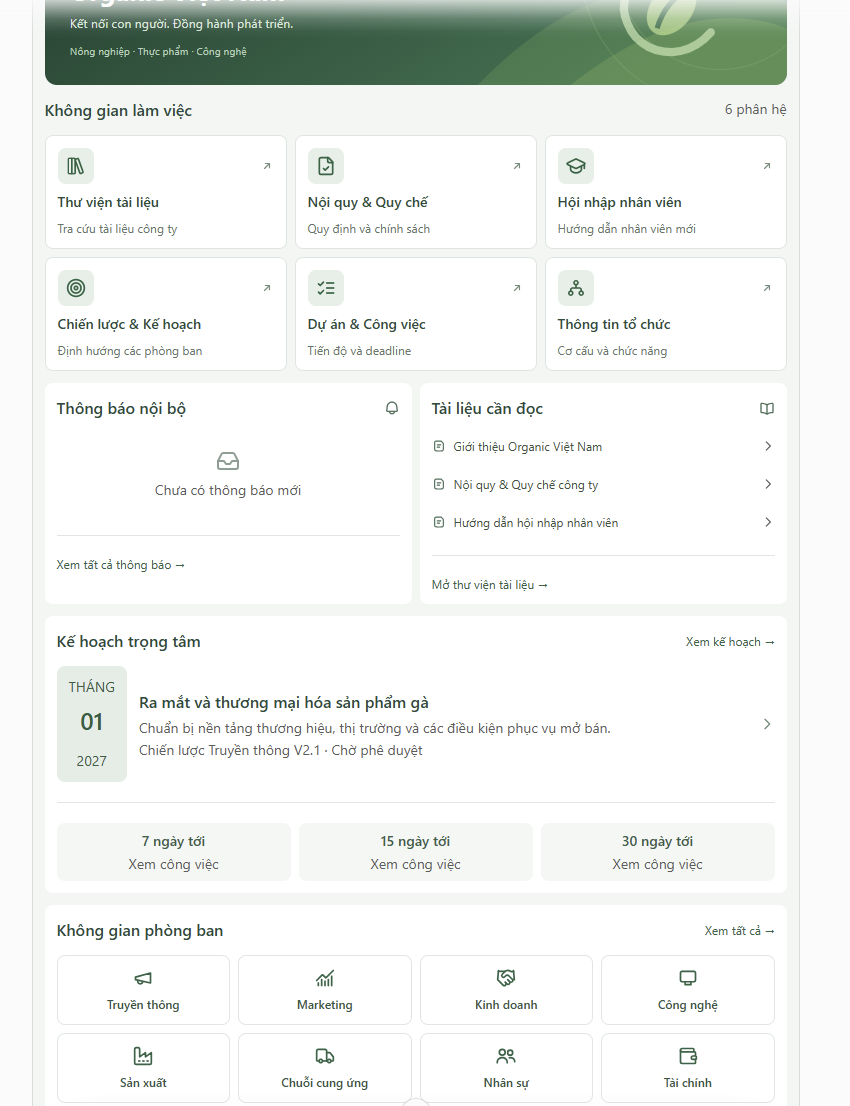 Kết nối con người. Đồng hành phát triển.
Nông nghiệp · Thực phẩm · Công nghệ
Không gian làm việc
6 phân hệ
Thư viện tài liệu
Tra cứu tài liệu công ty
Nội quy & Quy chế
Quy định và chính sách
Hội nhập nhân viên
Hướng dẫn nhân viên mới
Chiến lược & Kế hoạch
Định hướng các phòng ban
Dự án & Công việc
Tiến độ và deadline
Thông tin tổ chức
Cơ cấu và chức năng
Thông báo nội bộ
Chưa có thông báo mới
Xem tất cả thông báo →
Tài liệu cần đọc
Giới thiệu Organic Việt Nam
Nội quy & Quy chế công ty
Hướng dẫn hội nhập nhân viên
Mở thư viện tài liệu →
Kế hoạch trọng tâm
Xem kế hoạch →
THÁNG
01
2027
Ra mắt và thương mại hóa sản phẩm gà
Chuẩn bị nền tảng thương hiệu, thị trường và các điều kiện phục vụ mở bán.
Chiến lược Truyền thông V2.1 · Chờ phê duyệt
7 ngày tới
Xem công việc
15 ngày tới
Xem công việc
30 ngày tới
Xem công việc
Không gian phòng ban
Xem tất cả →
Truyền thông
Marketing
Kinh doanh
Công nghệ
Sản xuất
Chuỗi cung ứng
Nhân sự
Tài chính